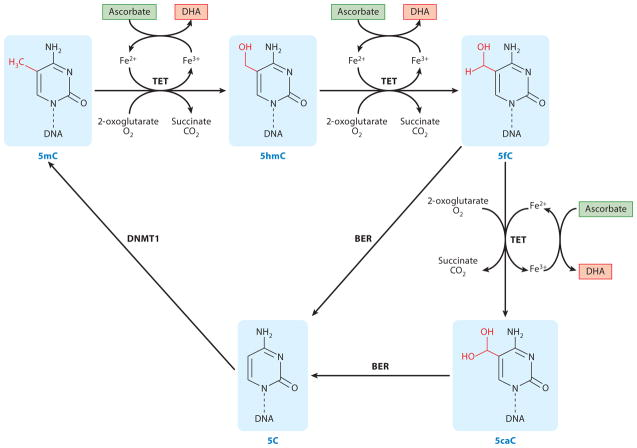 Ascorbate
DHA
Ascorbate
DHA
NH2
H3C
N
N
O
DNA
5mC
Fe2+
Fe3+
TET
2-oxoglutarate
O2
Succinate
CO2
OH
NH2
N
N
O
DNA
5hmC
Fe2+
Fe3+
TET
2-oxoglutarate
O2
Succinate
CO2
OH
NH2
H
N
N
O
DNA
5fC
2-oxoglutarate
O2
Fe2+
Ascorbate
TET
Succinate
CO2
Fe3+
DHA
DNMT1
BER
NH2
N
N
O
DNA
5C
BER
OH
NH2
HO
N
N
O
DNA
5caC